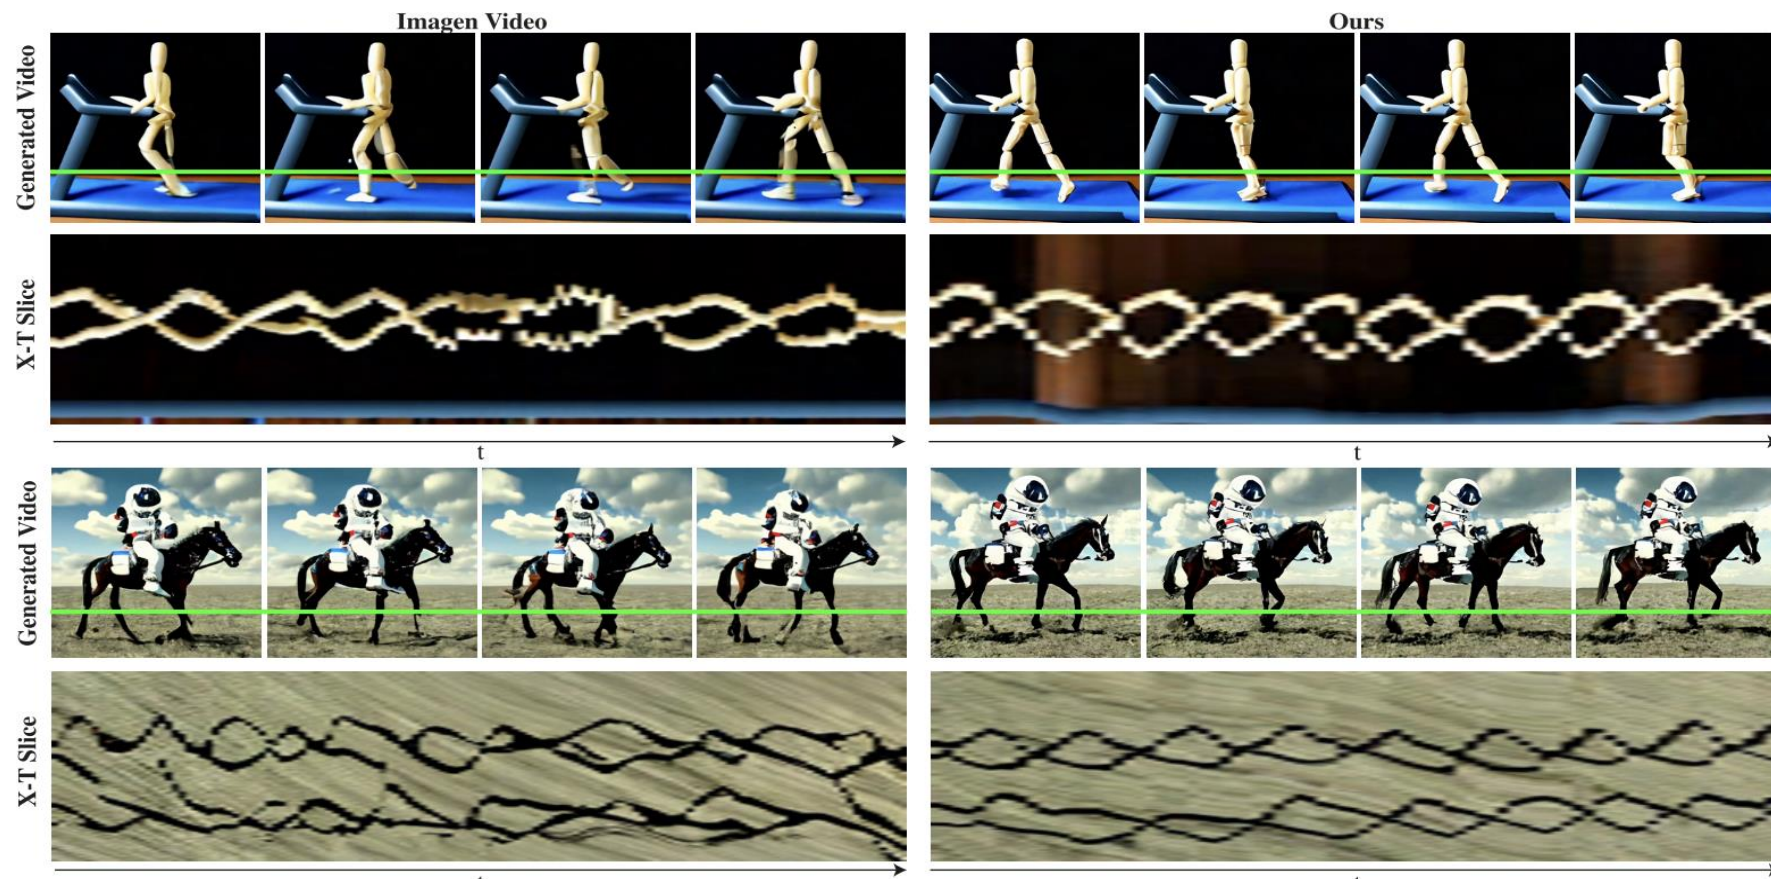 Imagen Video
Ours
Generated Video
X-T Slice
t
t
Generated Video
X-T Slice